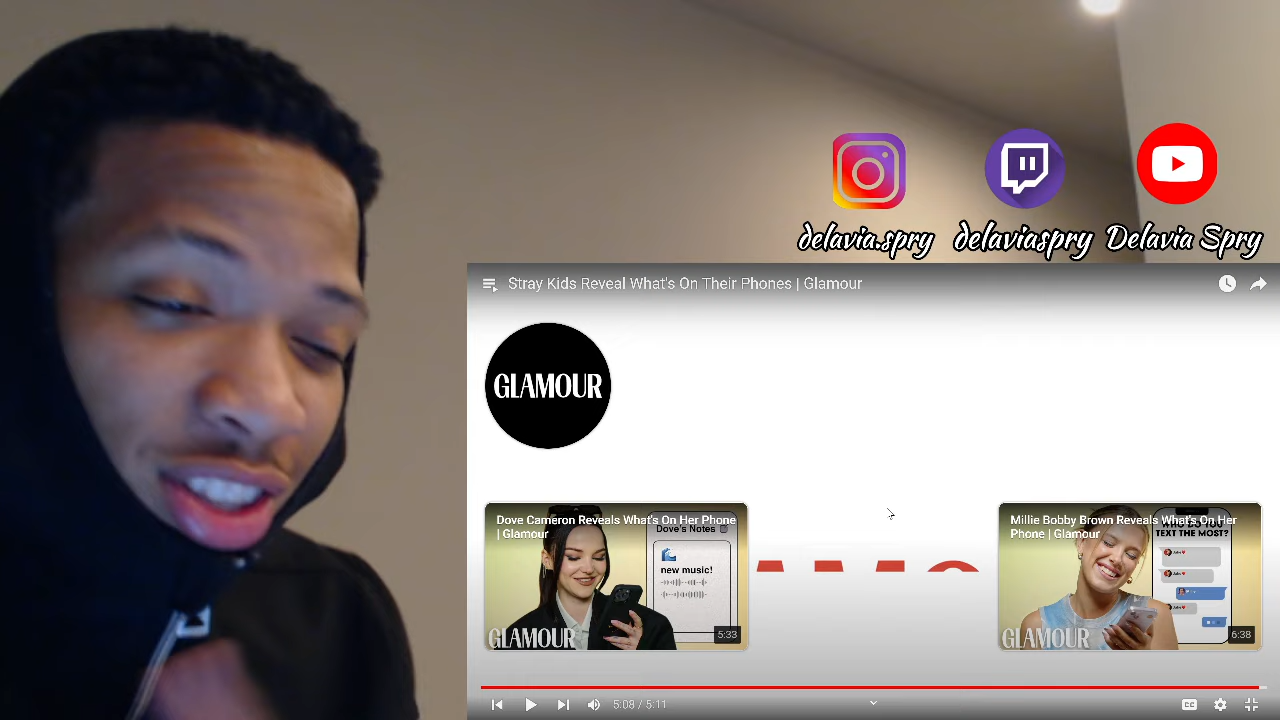 delavia.spry
delaviaspry
Delavia Spry
Stray Kids Reveal What's On Their Phones | Glamour
GLAMOUR
Dove Cameron Reveals What's On Her Phone
| Glamour
Dove's Notes
new music!
GLAMOUR
5:33
Millie Bobby Brown Reveals What's On Her
Phone | Glamour
TEXT THE MOST?
GLAMOUR
6:38
5:08 / 5:11
CC